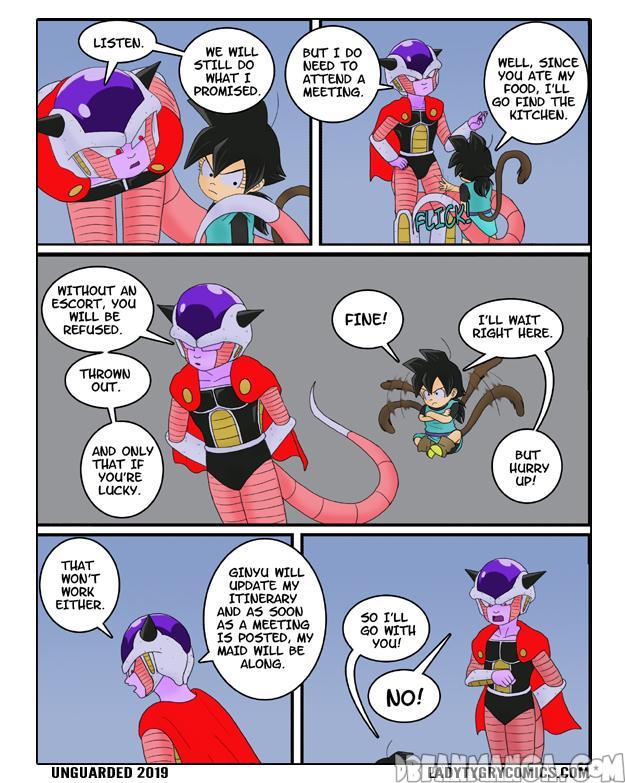 LISTEN.
WE WILL
STILL DO
WHAT I
PROMISED.
BUT I DO
NEED TO
ATTEND A
MEETING.
WELL, SINCE
YOU ATE MY
FOOD, I'LL
GO FIND THE
KITCHEN.
FLICK!
WITHOUT AN
ESCORT, YOU
WILL BE
REFUSED.
THROWN
OUT.
AND ONLY
THAT IF
YOU'RE
LUCKY.
FINE!
I'LL WAIT
RIGHT HERE.
BUT
HURRY
UP!
THAT
WON'T
WORK
EITHER.
GINYU WILL
UPDATE MY
ITINERARY
AND AS SOON
AS A MEETING
IS POSTED, MY
MAID WILL BE
ALONG.
SO I'LL
GO WITH
YOU!
NO!
UNGUARDED 2019
LADYTYGRYCOMICS.COM
DBFANMANGA.COM